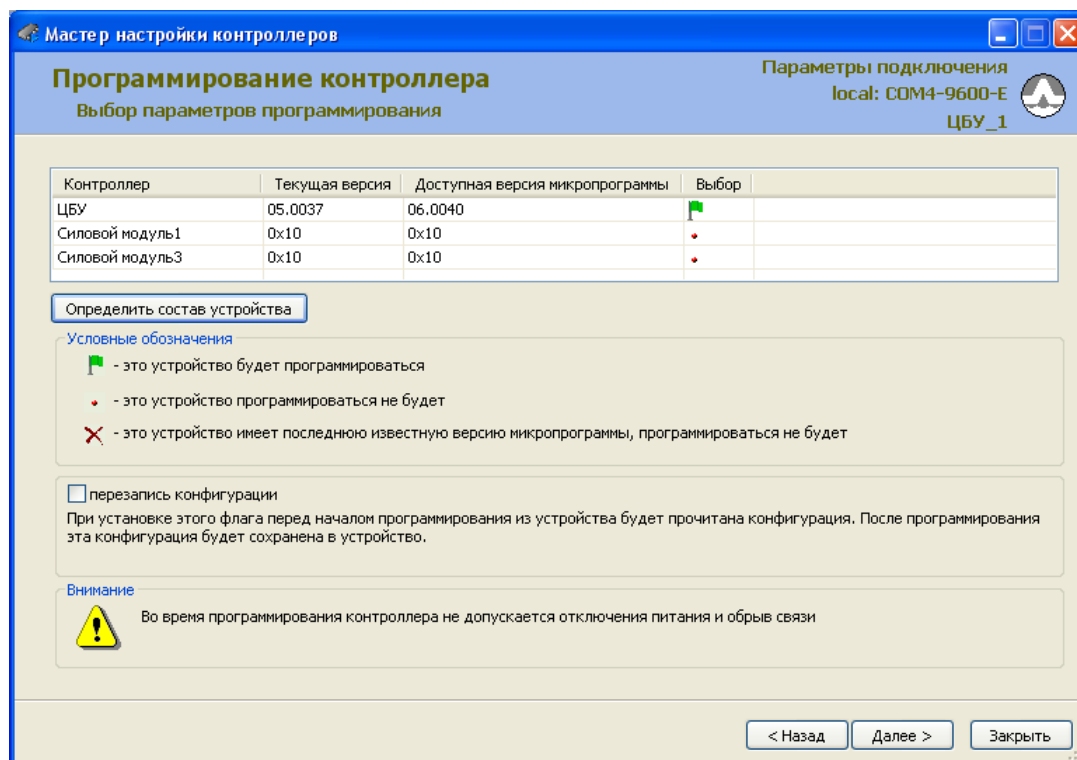 Мастер настройки контроллеров
Программирование контроллера
Выбор параметров программирования
Параметры подключения
local: COM4-9600-E
ЦБУ_1
Контроллер Текущая версия Доступная версия микропрограммы Выбор
ЦБУ 05.0037 06.0040
Силовой модуль1 0x10 0x10
Силовой модуль3 0x10 0x10
Определить состав устройства
Условные обозначения
- это устройство будет программироваться
- это устройство программироваться не будет
- это устройство имеет последнюю известную версию микропрограммы, программироваться не будет
перезапись конфигурации
При установке этого флага перед началом программирования из устройства будет прочитана конфигурация. После программирования
эта конфигурация будет сохранена в устройство.
Внимание
Во время программирования контроллера не допускается отключения питания и обрыв связи
< Назад Далее > Закрыть